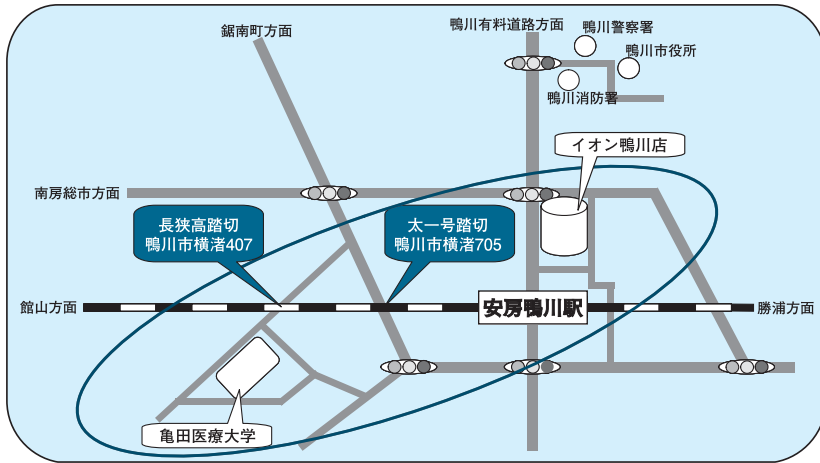 鋸南町方面
鴨川有料道路方面
鴨川警察署
鴨川市役所
鴨川消防署
イオン鴨川店
南房総市方面
長狭高踏切
鴨川市横渚407
太一号踏切
鴨川市横渚705
館山方面
安房鴨川駅
勝浦方面
亀田医療大学